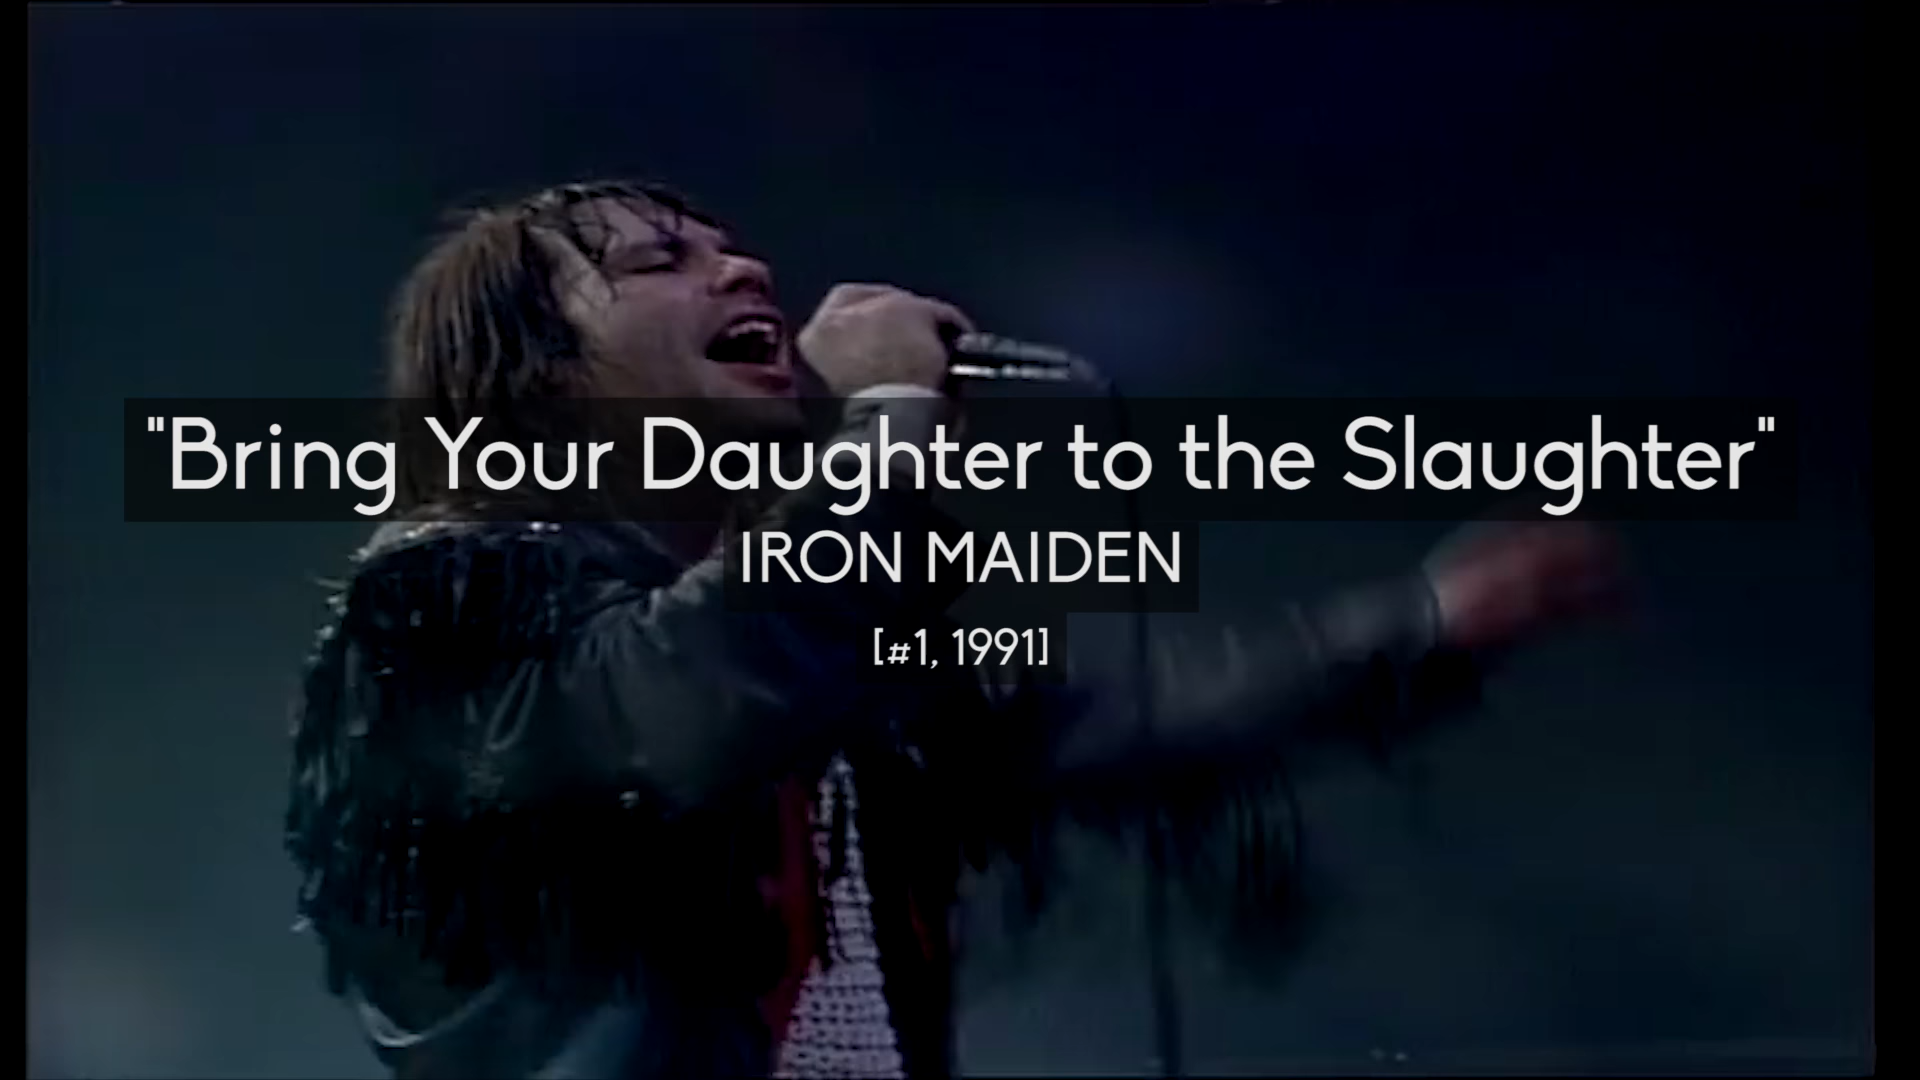 "Bring Your Daughter to the Slaughter"
IRON MAIDEN
[#1, 1991]